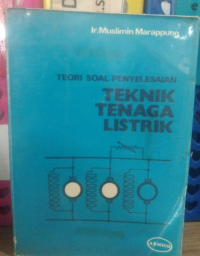 Ir. Muslimin Marappung
TEORI SOAL PENYELESAIAN
TEKNIK
TENAGA
LISTRIK